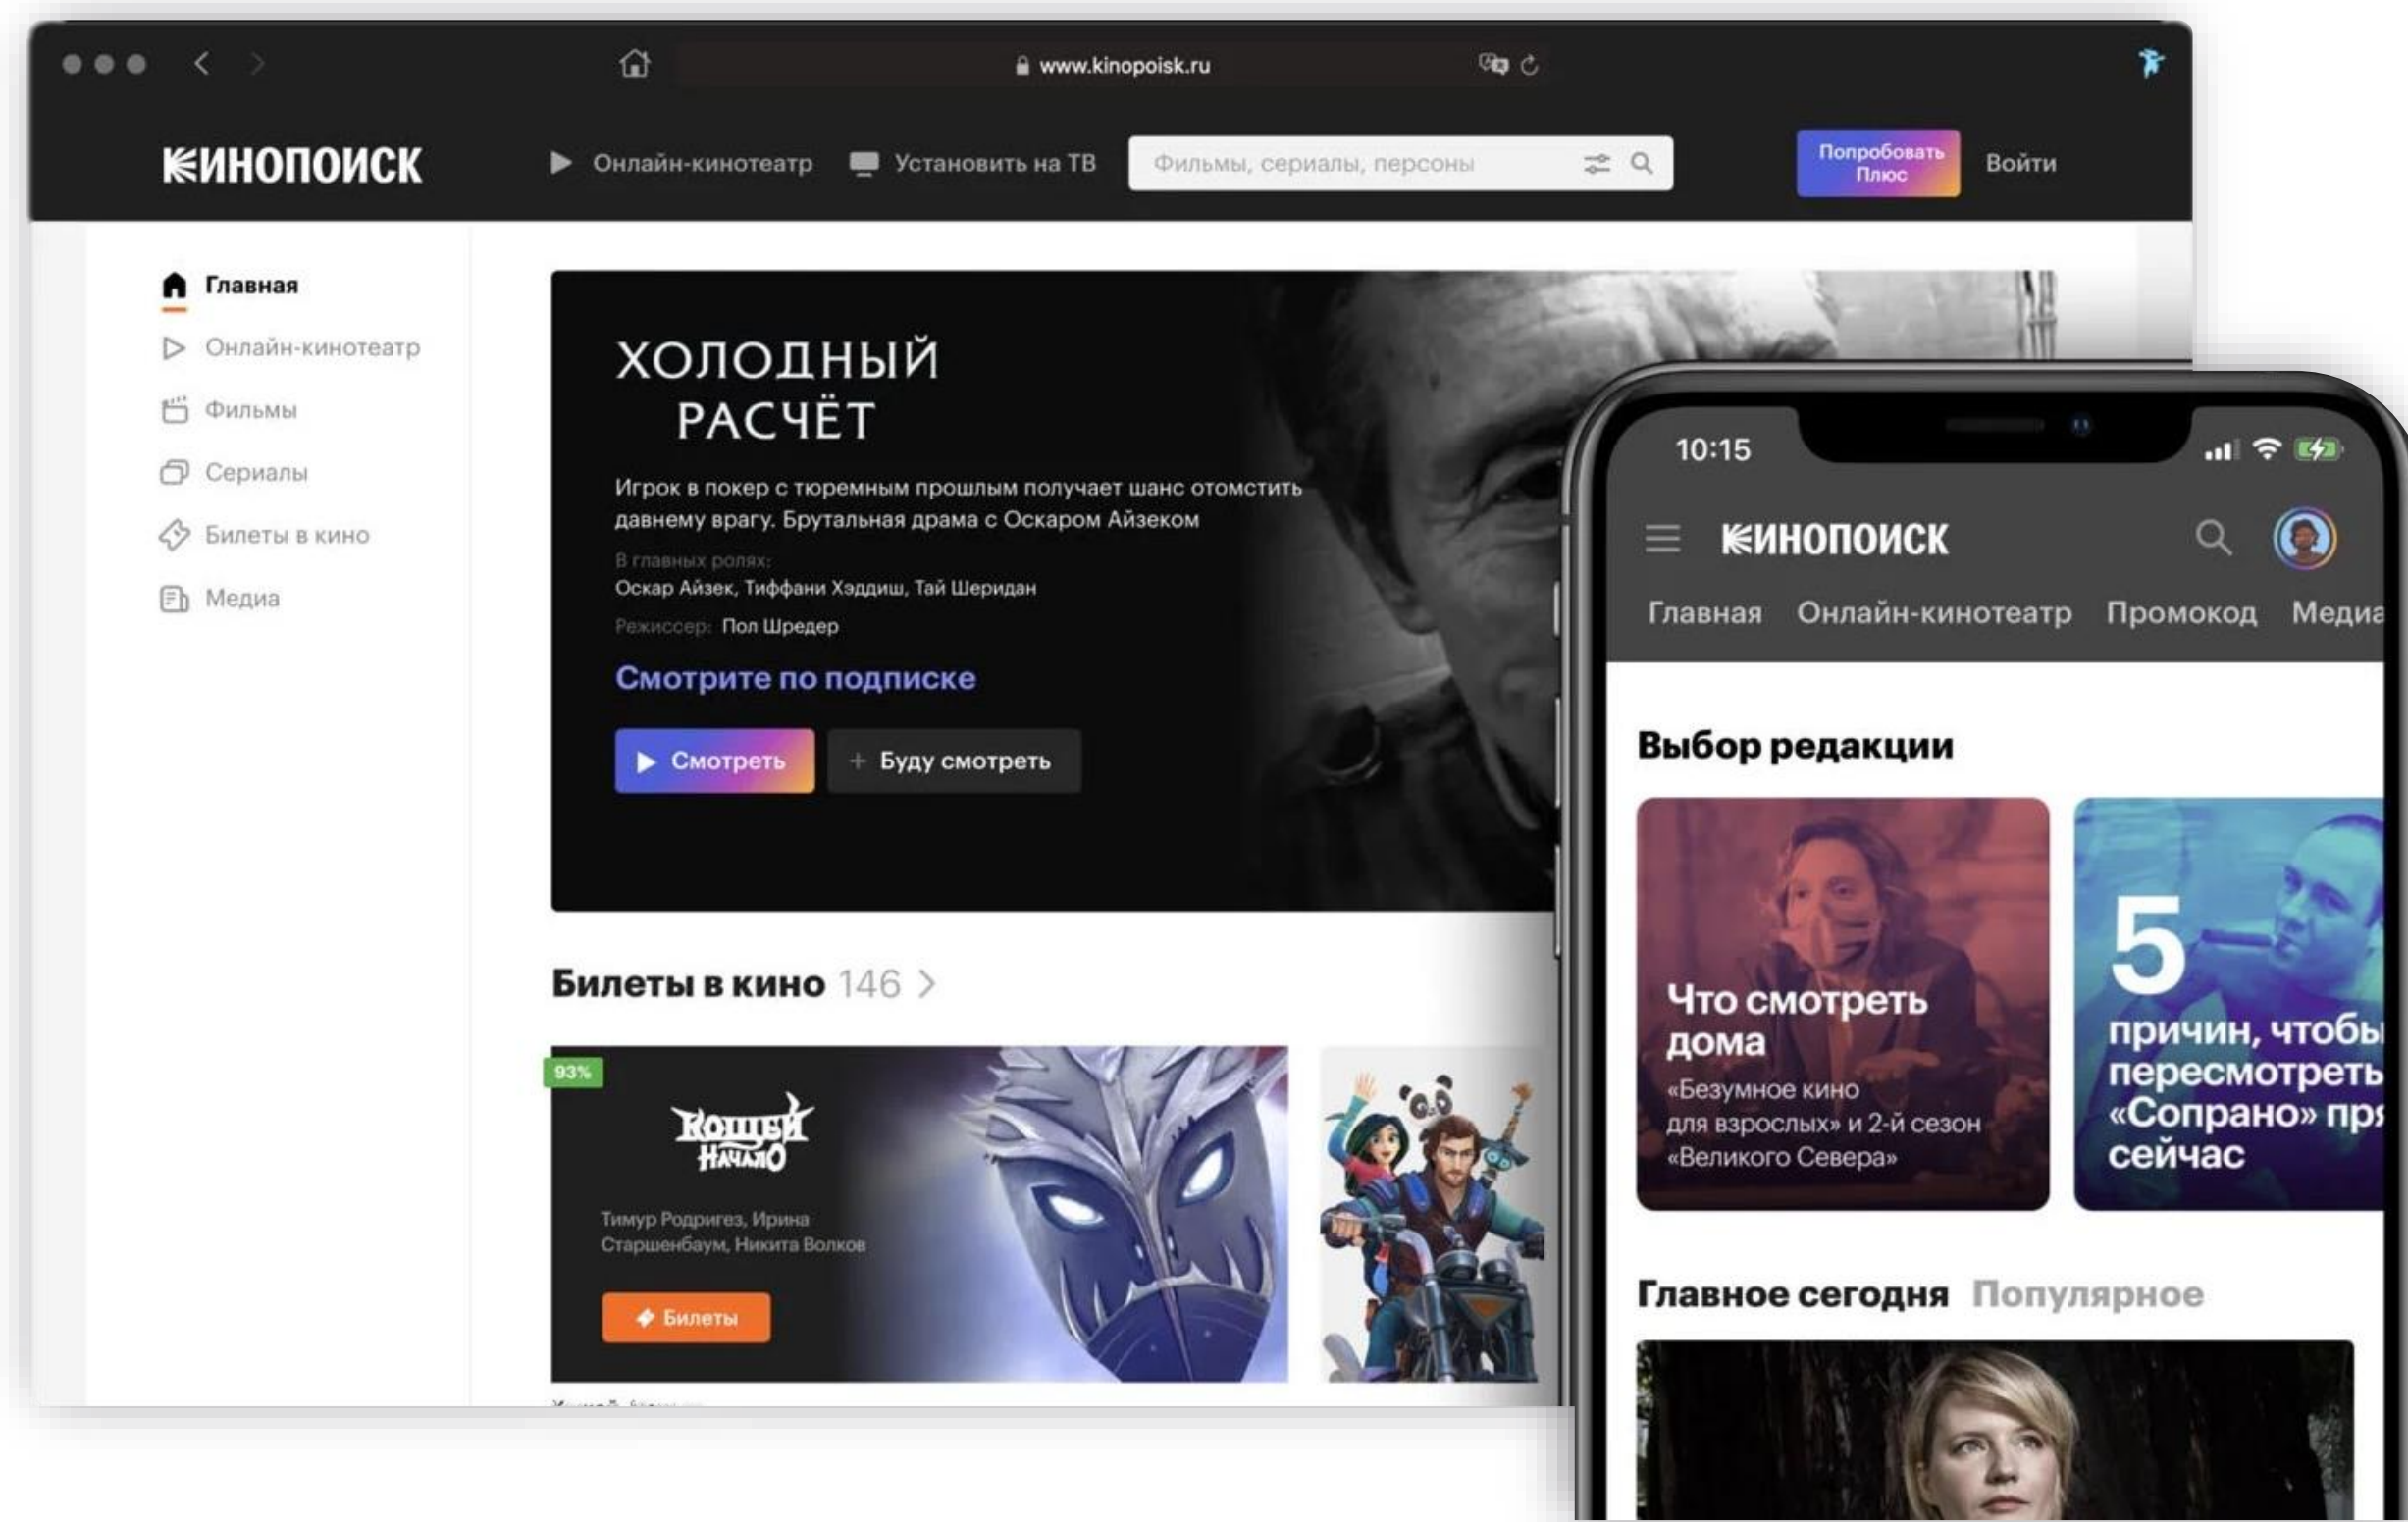 www.kinopoisk.ru
КИНОПОИСК
Онлайн-кинотеатр
Установить на ТВ
Фильмы, сериалы, персоны
Попробовать
Плюс
Войти
Главная
Онлайн-кинотеатр
Фильмы
Сериалы
Билеты в кино
Медиа
ХОЛОДНЫЙ
РАСЧЁТ
Игрок в покер с тюремным прошлым получает шанс отомстить
давнему врагу. Брутальная драма с Оскаром Айзеком
В главных ролях:
Оскар Айзек, Тиффани Хэддиш, Тай Шеридан
Режиссер: Пол Шредер
Смотрите по подписке
Смотреть
+ Буду смотреть
Билеты в кино 146
93%
КОЩЕЙ
НАЧАЛО
Тимур Родригез, Ирина
Старшенбаум, Никита Волков
Билеты
10:15
КИНОПОИСК
Главная Онлайн-кинотеатр Промокод Медиа
Выбор редакции
Что смотреть
дома
«Безумное кино
для взрослых» и 2-й сезон
«Великого Севера»
5
причин, чтобы
пересмотреть
«Сопрано» пря
сейчас
Главное сегодня Популярное